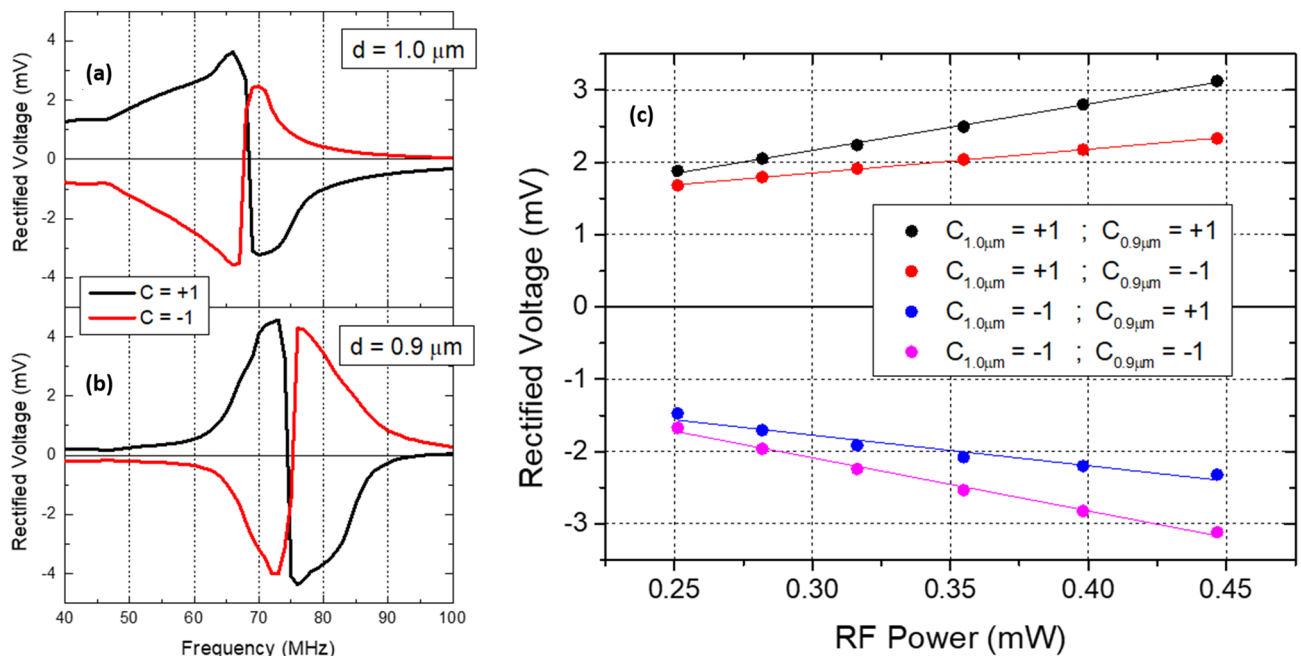 (a)
d = 1.0 μm
Rectified Voltage (mV)
4
2
0
-2
-4
C = +1
C = -1
(b)
d = 0.9 μm
Rectified Voltage (mV)
4
2
0
-2
-4
40 50 60 70 80 90 100
Frequency (MHz)
(c)
Rectified Voltage (mV)
3
2
1
0
-1
-2
-3
C1.0μm = +1 ; C0.9μm = +1
C1.0μm = +1 ; C0.9μm = -1
C1.0μm = -1 ; C0.9μm = +1
C1.0μm = -1 ; C0.9μm = -1
0.25 0.30 0.35 0.40 0.45
RF Power (mW)